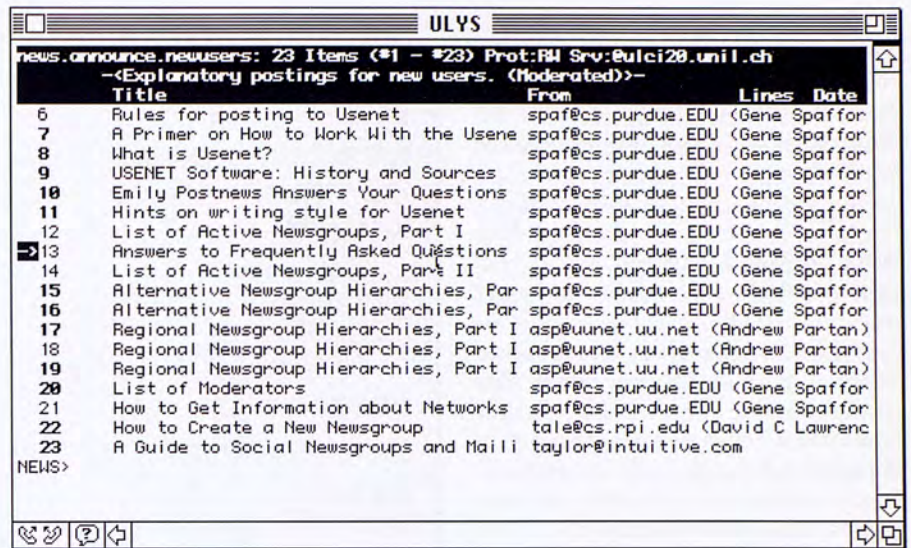 ULYS
news.announce.newusers: 23 Items (#1 - #23) Prot:RW Srv:@ulci20.unil.ch
-<Explanatory postings for new users. (Moderated)>-
Title From Lines Date
6 Rules for posting to Usenet spaf@cs.purdue.EDU (Gene Spaffor
7 A Primer on How to Work With the Usene spaf@cs.purdue.EDU (Gene Spaffor
8 What is Usenet? spaf@cs.purdue.EDU (Gene Spaffor
9 USENET Software: History and Sources spaf@cs.purdue.EDU (Gene Spaffor
10 Emily Postnews Answers Your Questions spaf@cs.purdue.EDU (Gene Spaffor
11 Hints on writing style for Usenet spaf@cs.purdue.EDU (Gene Spaffor
12 List of Active Newsgroups, Part I spaf@cs.purdue.EDU (Gene Spaffor
->13 Answers to Frequently Asked Questions spaf@cs.purdue.EDU (Gene Spaffor
14 List of Active Newsgroups, Part II spaf@cs.purdue.EDU (Gene Spaffor
15 Alternative Newsgroup Hierarchies, Par spaf@cs.purdue.EDU (Gene Spaffor
16 Alternative Newsgroup Hierarchies, Par spaf@cs.purdue.EDU (Gene Spaffor
17 Regional Newsgroup Hierarchies, Part I asp@uunet.uu.net (Andrew Partan)
18 Regional Newsgroup Hierarchies, Part I asp@uunet.uu.net (Andrew Partan)
19 Regional Newsgroup Hierarchies, Part I asp@uunet.uu.net (Andrew Partan)
20 List of Moderators spaf@cs.purdue.EDU (Gene Spaffor
21 How to Get Information about Networks spaf@cs.purdue.EDU (Gene Spaffor
22 How to Create a New Newsgroup tale@cs.rpi.edu (David C Lawrenc
23 A Guide to Social Newsgroups and Maili taylor@intuitive.com
NEWS>